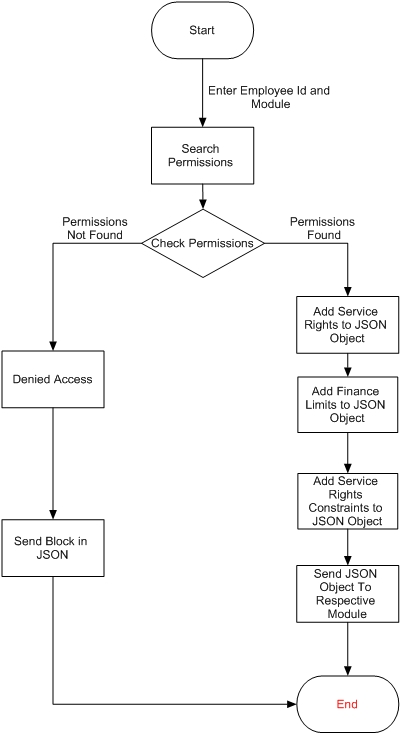 Start
Enter Employee Id and
Module
Search
Permissions
Permissions
Not Found
Check Permissions
Permissions
Found
Add Service
Rights to JSON
Object
Denied Access
Add Finance
Limits to JSON
Object
Add Service
Rights
Constraints to
JSON Object
Send Block in
JSON
Send JSON
Object To
Respective
Module
End